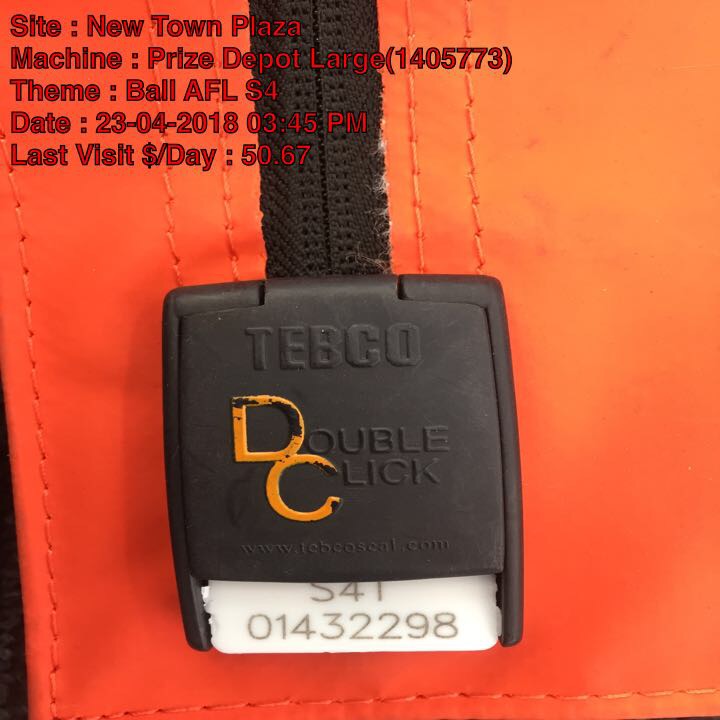 Site : New Town Plaza
Machine : Prize Depot Large(1405773)
Theme : Ball AFL S4
Date : 23-04-2018 03:45 PM
Last Visit $/Day : 50.67
TEBCO
DOUBLE
CLICK
www.tebcoseal.com
S4T
01432298